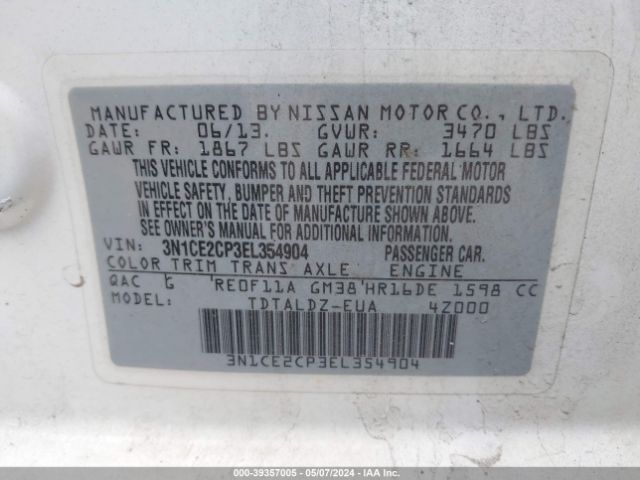 MANUFACTURED BY NISSAN MOTOR CO., LTD.
DATE: 06/13. GVWR: 3470 LBS
GAWR FR: 1867 LBS GAWR RR: 1664 LBS
THIS VEHICLE CONFORMS TO ALL APPLICABLE FEDERAL MOTOR
VEHICLE SAFETY, BUMPER AND THEFT PREVENTION STANDARDS
IN EFFECT ON THE DATE OF MANUFACTURE SHOWN ABOVE.
SEE OWNER'S MANUAL FOR ADDITIONAL INFORMATION.
VIN: 3N1CE2CP3EL354904 PASSENGER CAR.
COLOR TRIM TRANS AXLE ENGINE
QAC G 'RE0F11A GM38 'HR16DE 1598 CC
MODEL: TDTALDZ-EUA 4Z000
3N1CE2CP3EL354904
000-39357005 - 05/07/2024 - IAA Inc.